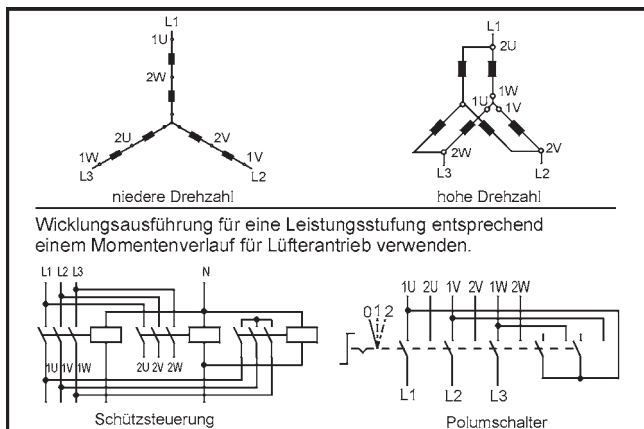 L1
1U
2W
2U
2V
1W
1V
L3
L2
niedere Drehzahl
L1
2U
1W
1U
1V
2W
2V
L3
L2
hohe Drehzahl
Wicklungsausführung für eine Leistungsstufung entsprechend
einem Momentenverlauf für Lüfterantrieb verwenden.
L1 L2 L3 N
1U 1V 1W 2U 2V 2W
Schützsteuerung
1U 2U 1V 2V 1W 2W
0 1 2
L1 L2 L3
Polumschalter